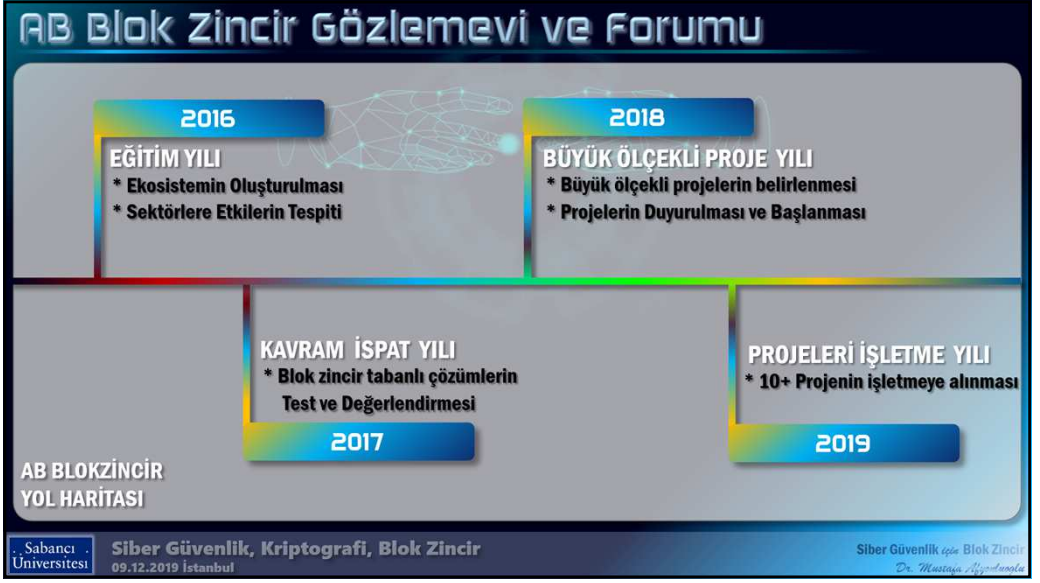 AB Blok Zincir Gözlemevi ve Forumu
2016
EĞİTİM YILI
* Ekosistemin Oluşturulması
* Sektörlere Etkilerin Tespiti
2018
BÜYÜK ÖLÇEKLİ PROJE YILI
* Büyük ölçekli projelerin belirlenmesi
* Projelerin Duyurulması ve Başlanması
KAVRAM İSPAT YILI
* Blok zincir tabanlı çözümlerin
Test ve Değerlendirmesi
2017
PROJELERİ İŞLETME YILI
* 10+ Projenin işletmeye alınması
2019
AB BLOKZİNCİR
YOL HARİTASI
Sabancı
Üniversitesi
Siber Güvenlik, Kriptografi, Blok Zincir
09.12.2019 İstanbul
Siber Güvenlik için Blok Zincir
Dr. Mustafa